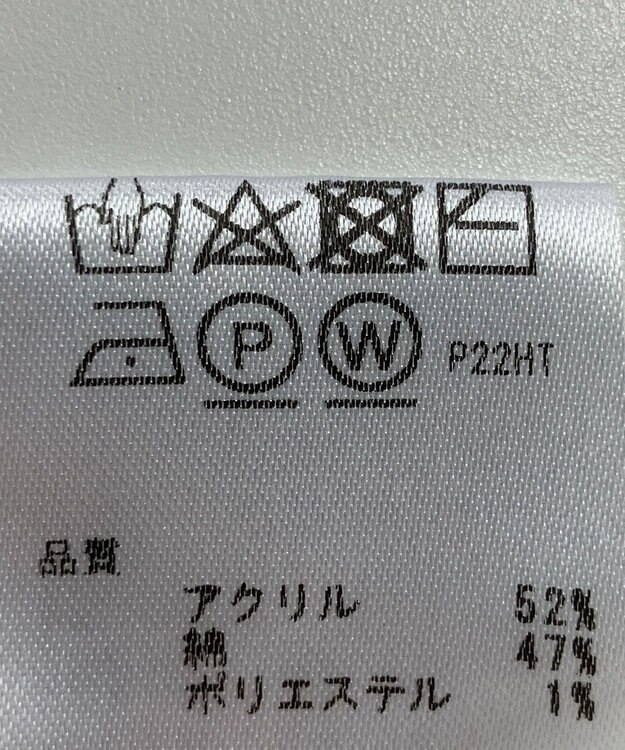 P W P22HT
品質
アクリル 52%
綿 47%
ポリエステル 1%